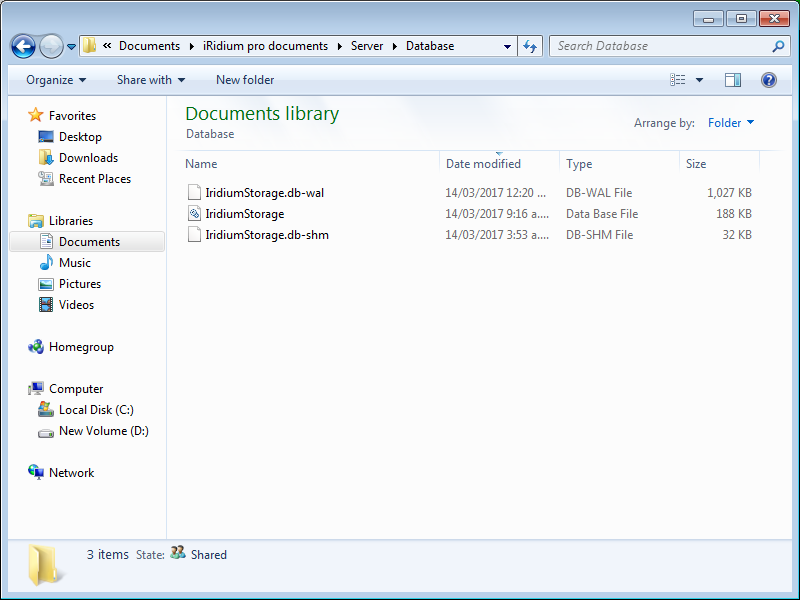 « Documents iRidium pro documents Server Database Search Database
Organize Share with New folder
Favorites
Desktop
Downloads
Recent Places
Libraries
Documents
Music
Pictures
Videos
Homegroup
Computer
Local Disk (C:)
New Volume (D:)
Network
Documents library
Database
Arrange by: Folder
Name Date modified Type Size
IridiumStorage.db-wal 14/03/2017 12:20 ... DB-WAL File 1,027 KB
IridiumStorage 14/03/2017 9:16 a.... Data Base File 188 KB
IridiumStorage.db-shm 14/03/2017 3:53 a.... DB-SHM File 32 KB
3 items State: Shared